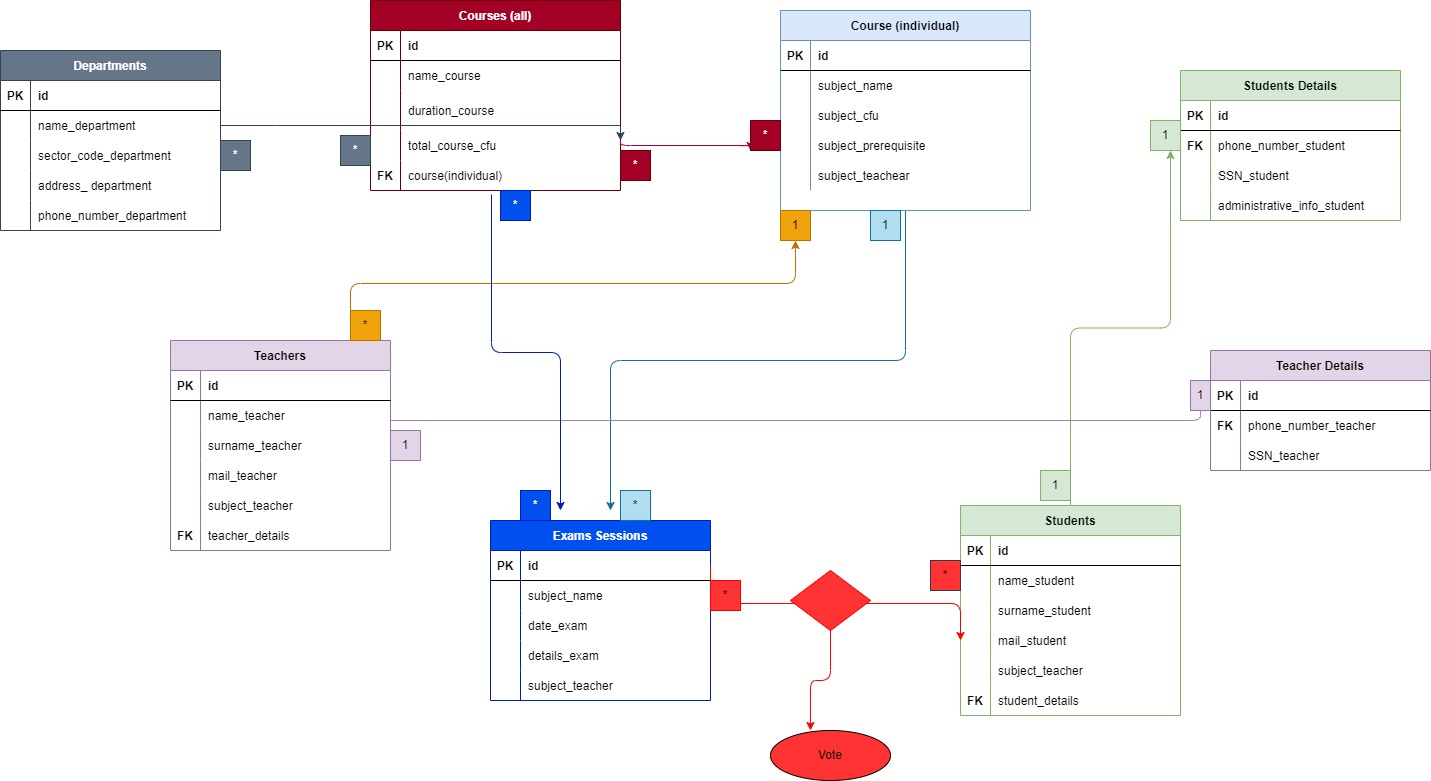 Courses (all)
PK id
name_course
duration_course
total_course_cfu
FK course(individual)
Course (individual)
PK id
subject_name
subject_cfu
subject_prerequisite
subject_teachear
Departments
PK id
name_department
sector_code_department
address_ department
phone_number_department
*
*
*
*
*
1
1
Students Details
PK id
FK phone_number_student
SSN_student
administrative_info_student
1
*
Teachers
PK id
name_teacher
surname_teacher
mail_teacher
subject_teacher
FK teacher_details
1
Teacher Details
PK id
FK phone_number_teacher
SSN_teacher
1
*
*
Exams Sessions
PK id
subject_name
date_exam
details_exam
subject_teacher
*
1
Students
PK id
name_student
surname_student
mail_student
subject_teacher
FK student_details
*
Vote